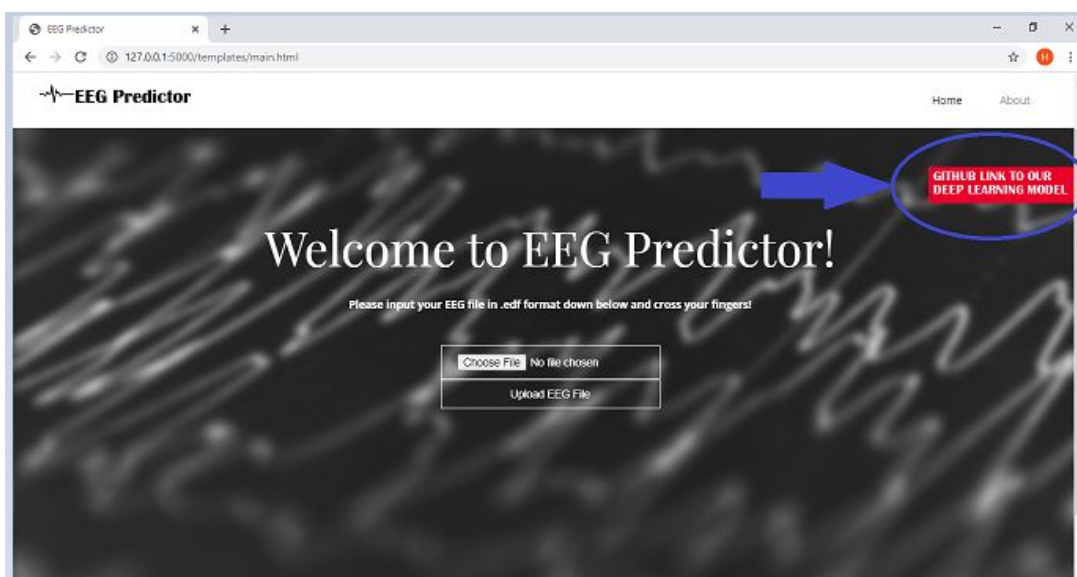 EEG Predictor
127.0.0.1:5000/templates/main.html
H
EEG Predictor
Home
About
GITHUB LINK TO OUR
DEEP LEARNING MODEL
Welcome to EEG Predictor!
Please input your EEG file in .edf format down below and cross your fingers!
Choose File No file chosen
Upload EEG File